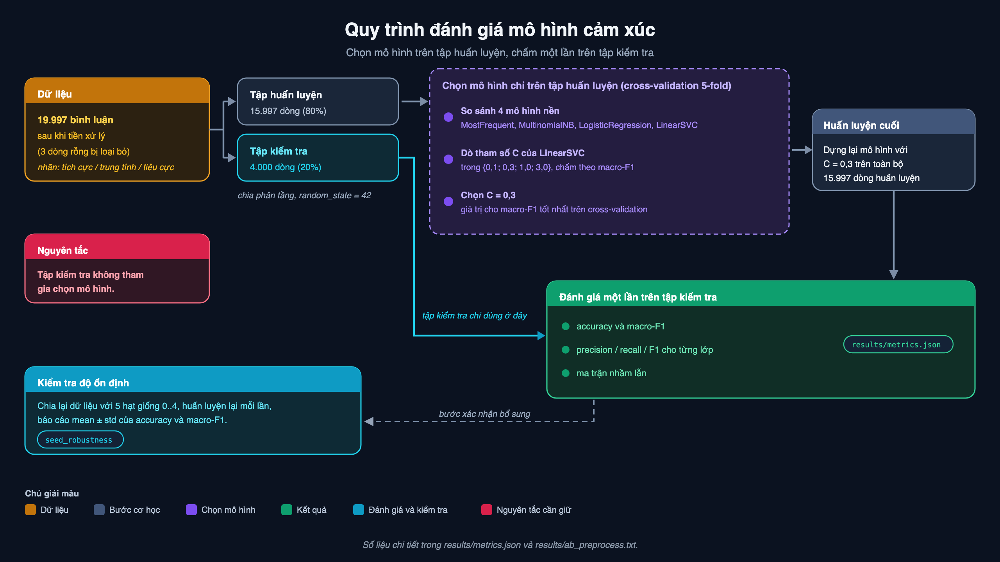 Quy trình đánh giá mô hình cảm xúc
Chọn mô hình trên tập huấn luyện, chấm một lần trên tập kiểm tra
Dữ liệu
19.997 bình luận
sau khi tiền xử lý
(3 dòng rỗng bị loại bỏ)
nhãn: tích cực / trung tính / tiêu cực
Tập huấn luyện
15.997 dòng (80%)
Tập kiểm tra
4.000 dòng (20%)
chia phân tầng, random_state = 42
Chọn mô hình chỉ trên tập huấn luyện (cross-validation 5-fold)
So sánh 4 mô hình nền
MostFrequent, MultinomialNB, LogisticRegression, LinearSVC
Dò tham số C của LinearSVC
trong {0,1; 0,3; 1,0; 3,0}, chấm theo macro-F1
Chọn C = 0,3
giá trị cho macro-F1 tốt nhất trên cross-validation
Huấn luyện cuối
Dựng lại mô hình với
C = 0,3 trên toàn bộ
15.997 dòng huấn luyện
Nguyên tắc
Tập kiểm tra không tham
gia chọn mô hình.
tập kiểm tra chỉ dùng ở đây
Đánh giá một lần trên tập kiểm tra
accuracy và macro-F1
precision / recall / F1 cho từng lớp
ma trận nhầm lẫn
results/metrics.json
Kiểm tra độ ổn định
Chia lại dữ liệu với 5 hạt giống 0..4, huấn luyện lại mỗi lần,
báo cáo mean ± std của accuracy và macro-F1.
seed_robustness
bước xác nhận bổ sung
Chú giải màu
Dữ liệu
Bước cơ học
Chọn mô hình
Kết quả
Đánh giá và kiểm tra
Nguyên tắc cần giữ
Số liệu chi tiết trong results/metrics.json và results/ab_preprocess.txt.